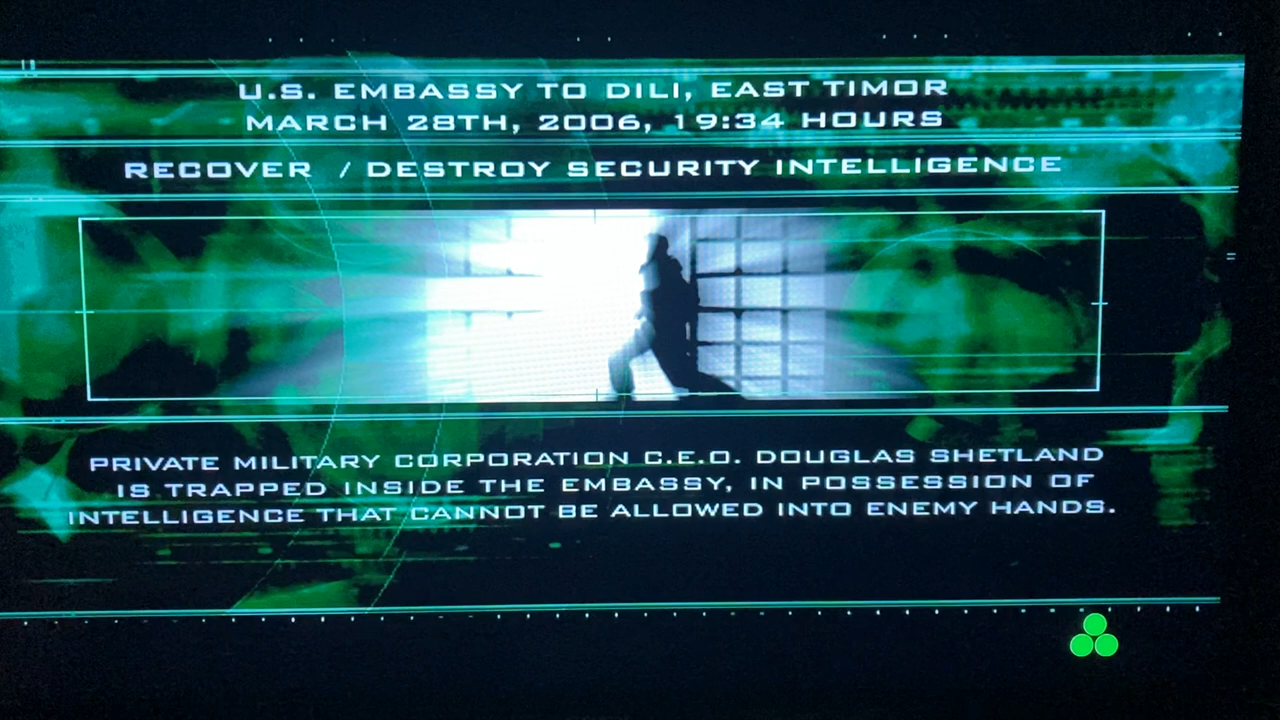 U.S. EMBASSY TO DILI, EAST TIMOR
MARCH 28TH, 2006, 19:34 HOURS
RECOVER / DESTROY SECURITY INTELLIGENCE
PRIVATE MILITARY CORPORATION C.E.O. DOUGLAS SHETLAND
IS TRAPPED INSIDE THE EMBASSY, IN POSSESSION OF
INTELLIGENCE THAT CANNOT BE ALLOWED INTO ENEMY HANDS.